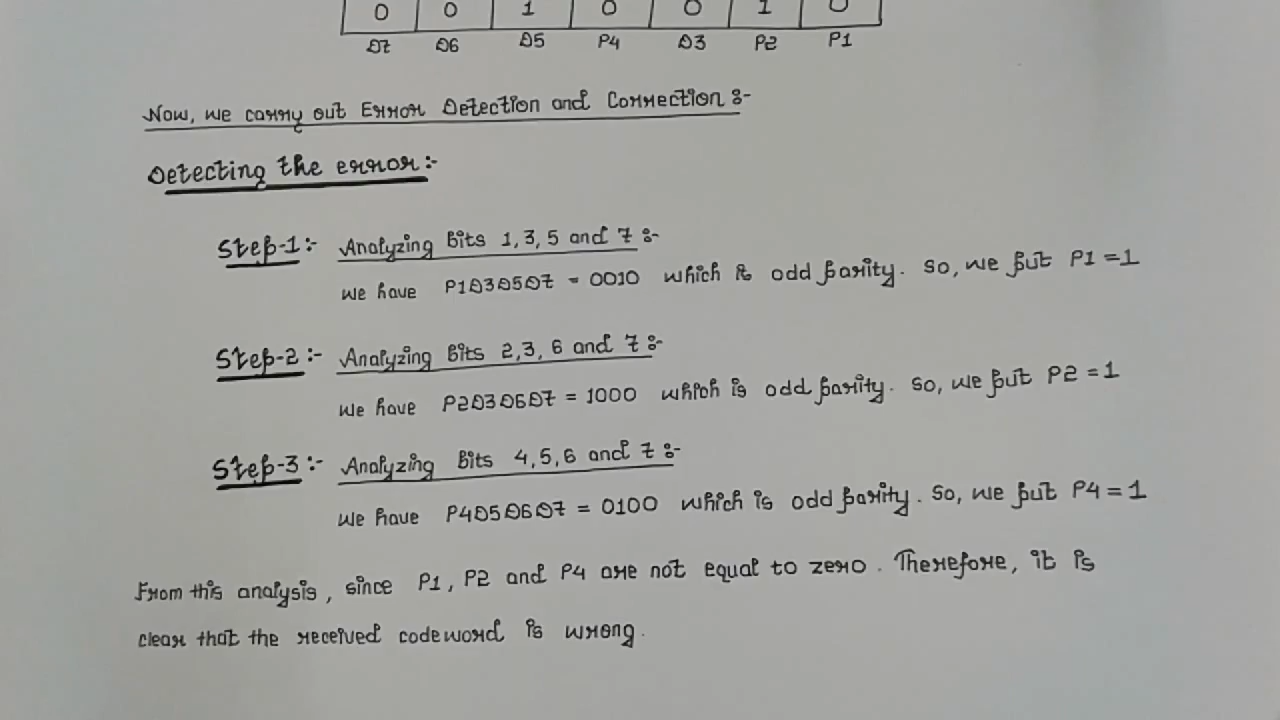 0 0 1 0 0 1 0
D7 D6 D5 P4 D3 P2 P1
Now, we carry out Error Detection and Correction :-
Detecting the error:-
Step-1:- Analyzing Bits 1, 3, 5 and 7 :-
We have P1D3D5D7 = 0010 which is odd parity. So, we put P1 = 1
Step-2:- Analyzing Bits 2, 3, 6 and 7 :-
We have P2D3D6D7 = 1000 which is odd parity. So, we put P2 = 1
Step-3:- Analyzing Bits 4, 5, 6 and 7 :-
We have P4D5D6D7 = 0100 which is odd parity. So, we put P4 = 1
From this analysis, since P1, P2 and P4 are not equal to zero. Therefore, it is
clear that the received codeword is wrong.